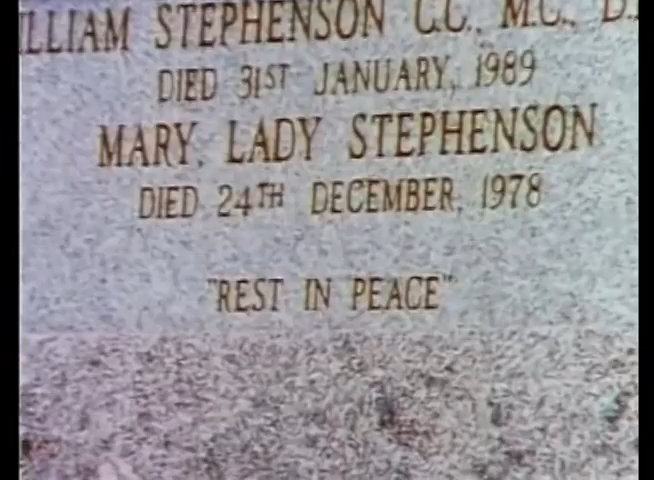 ILLIAM STEPHENSON C.C., M.C., D.
DIED 31ST JANUARY, 1989
MARY, LADY STEPHENSON
DIED 24TH DECEMBER, 1978
"REST IN PEACE"